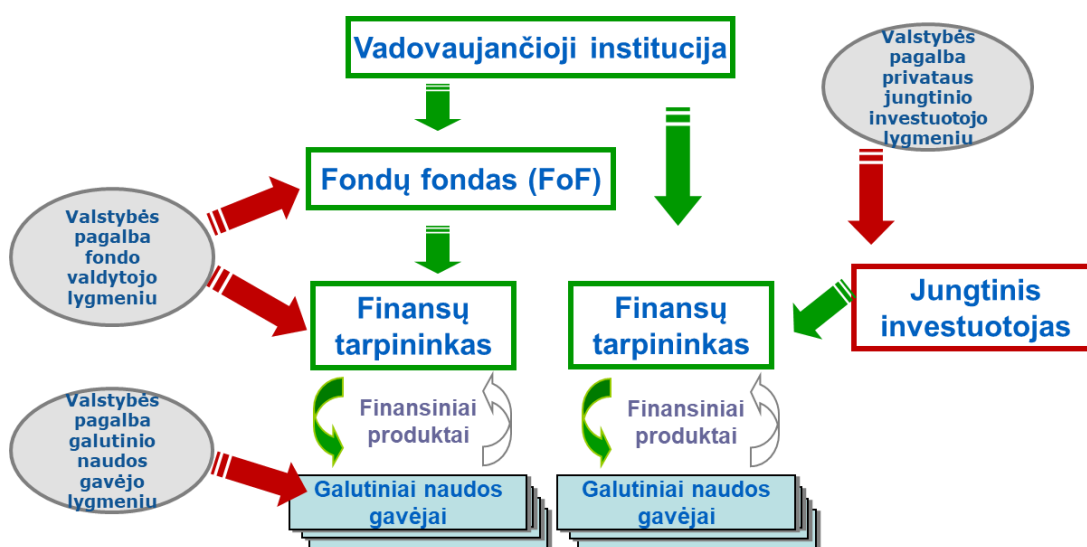 Vadovaujančioji institucija
Valstybės
pagalba
privataus
jungtinio
investuotojo
lygmeniu
Fondų fondas (FoF)
Valstybės
pagalba
fondo
valdytojo
lygmeniu
Finansų
tarpininkas
Finansų
tarpininkas
Jungtinis
investuotojas
Valstybės
pagalba
galutinio
naudos
gavėjo
lygmeniu
Finansiniai
produktai
Finansiniai
produktai
Galutiniai naudos
gavėjai
Galutiniai naudos
gavėjai